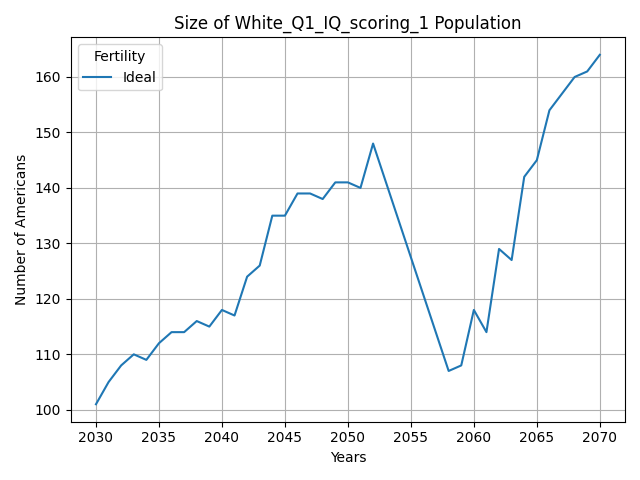 Size of White_Q1_IQ_scoring_1 Population
Fertility
Ideal
160
150
140
130
120
110
100
Number of Americans
2030 2035 2040 2045 2050 2055 2060 2065 2070
Years